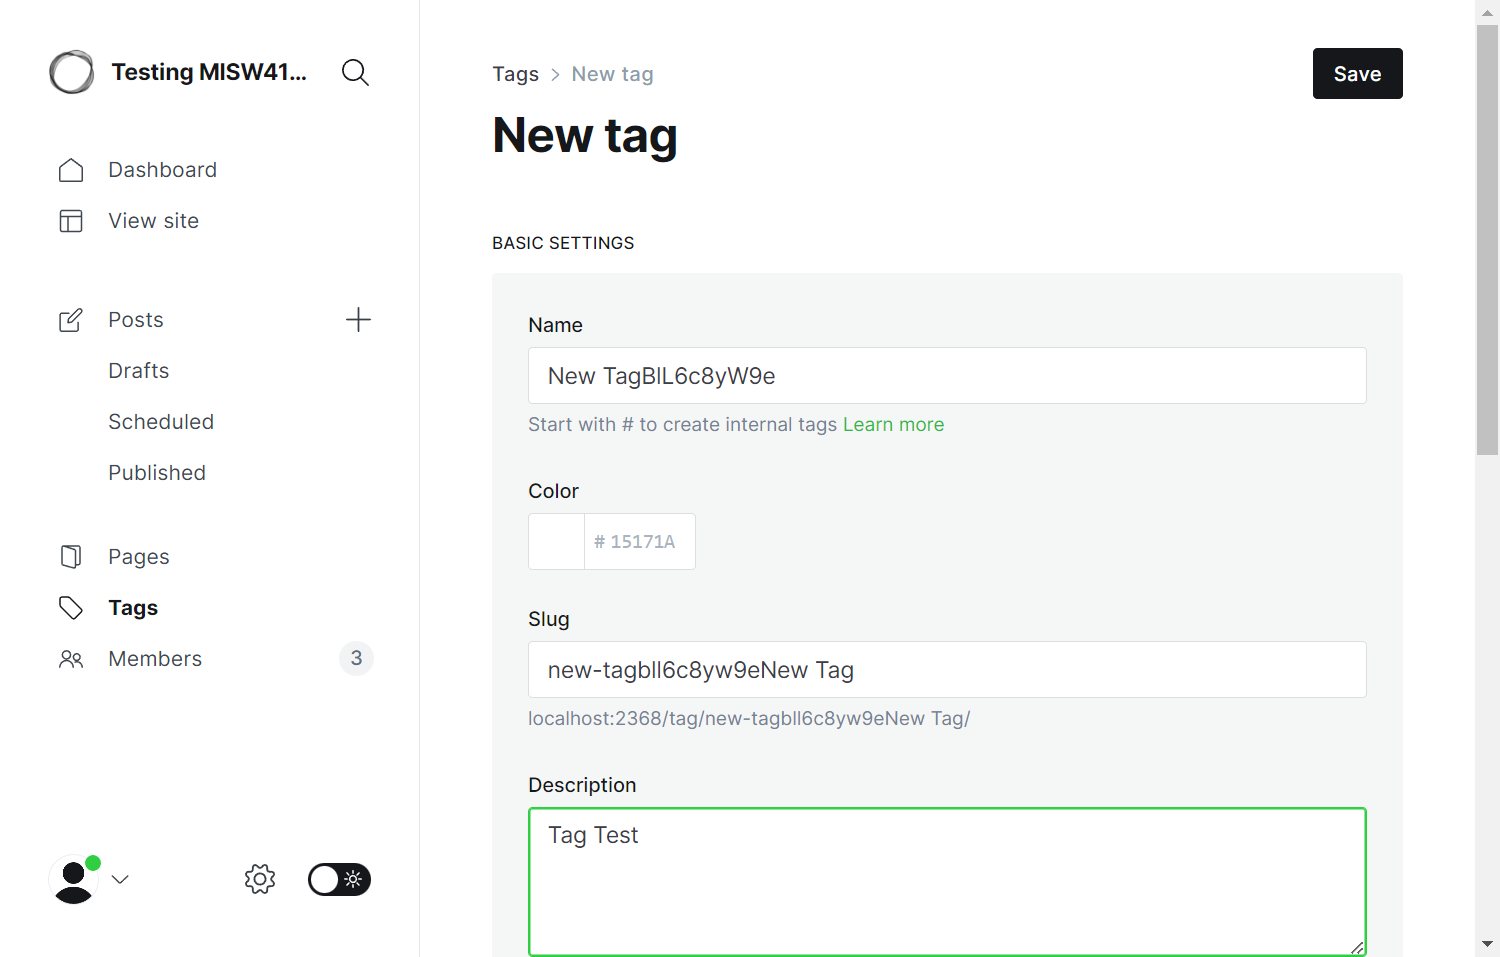 Testing MISW41...
Dashboard
View site
Posts
Drafts
Scheduled
Published
Pages
Tags
Members 3
Tags > New tag
Save
New tag
BASIC SETTINGS
Name
New TagBlL6c8yW9e
Start with # to create internal tags Learn more
Color
# 15171A
Slug
new-tagbll6c8yw9eNew Tag
localhost:2368/tag/new-tagbll6c8yw9eNew Tag/
Description
Tag Test